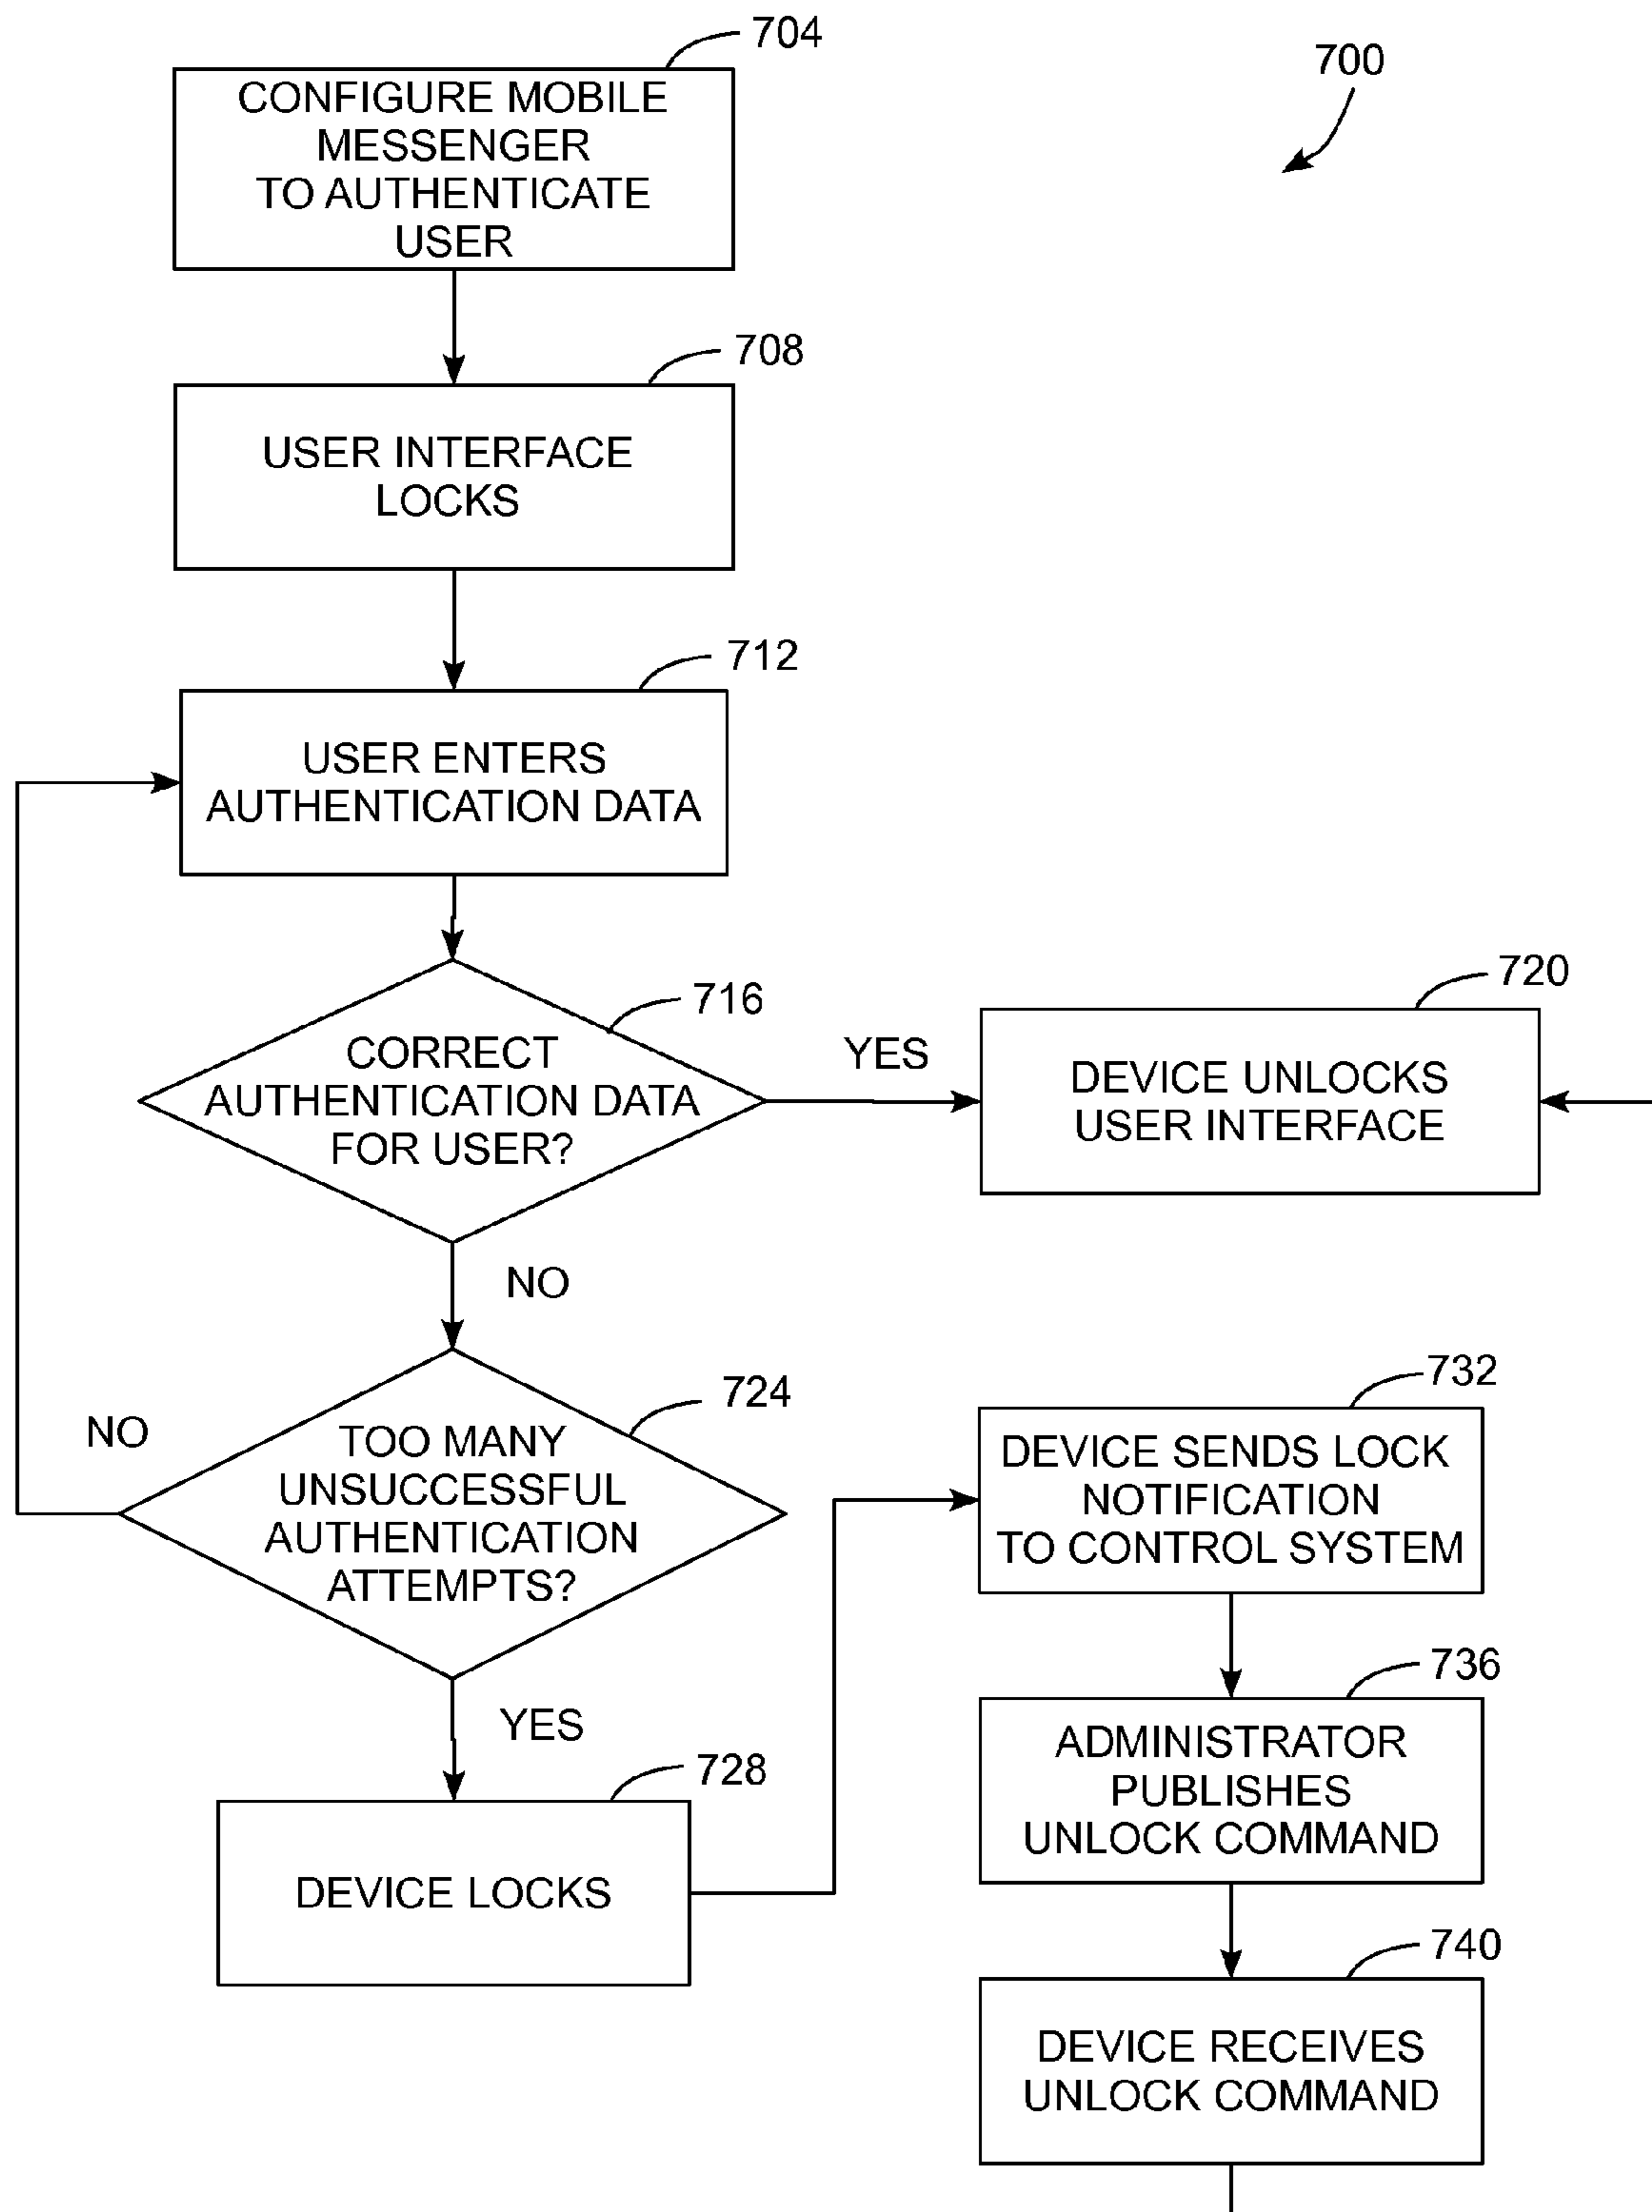 704
700
CONFIGURE MOBILE
MESSENGER
TO AUTHENTICATE
USER
708
USER INTERFACE
LOCKS
712
USER ENTERS
AUTHENTICATION DATA
716
CORRECT
AUTHENTICATION DATA
FOR USER?
YES
720
DEVICE UNLOCKS
USER INTERFACE
NO
724
TOO MANY
UNSUCCESSFUL
AUTHENTICATION
ATTEMPTS?
NO
YES
728
DEVICE LOCKS
732
DEVICE SENDS LOCK
NOTIFICATION
TO CONTROL SYSTEM
736
ADMINISTRATOR
PUBLISHES
UNLOCK COMMAND
740
DEVICE RECEIVES
UNLOCK COMMAND